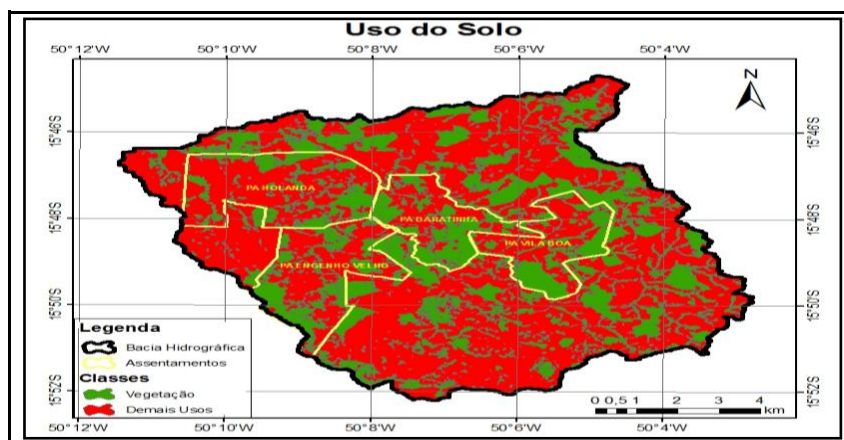 Uso do Solo
50°12'W 50°10'W 50°8'W 50°6'W 50°4'W
N
15°46'S 15°46'S
PA HOLANDA
15°48'S 15°48'S
PA BARATINHA
PA VILA BOA
PA ENGENHO VELHO
15°50'S 15°50'S
Legenda
Bacia Hidrográfica
Assentamentos
Classes
Vegetação
Demais Usos
15°52'S 15°52'S
0 0,5 1 2 3 4
km
50°12'W 50°10'W 50°8'W 50°6'W 50°4'W